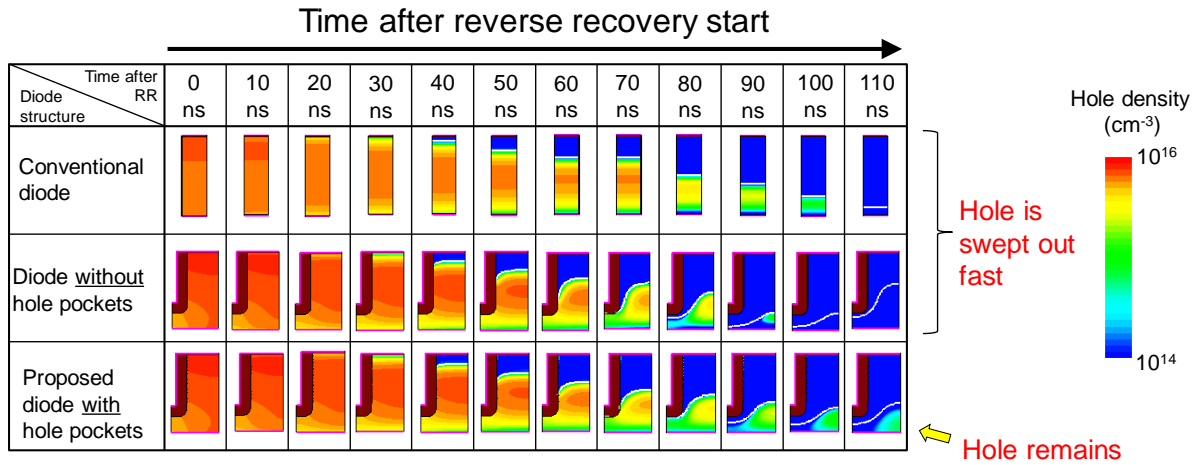 Time after reverse recovery start
Time after
RR
Diode
structure
0
ns
10
ns
20
ns
30
ns
40
ns
50
ns
60
ns
70
ns
80
ns
90
ns
100
ns
110
ns
Conventional
diode
Diode without
hole pockets
Proposed
diode with
hole pockets
Hole is
swept out
fast
Hole remains
Hole density
(cm⁻³)
10¹⁶
10¹⁴